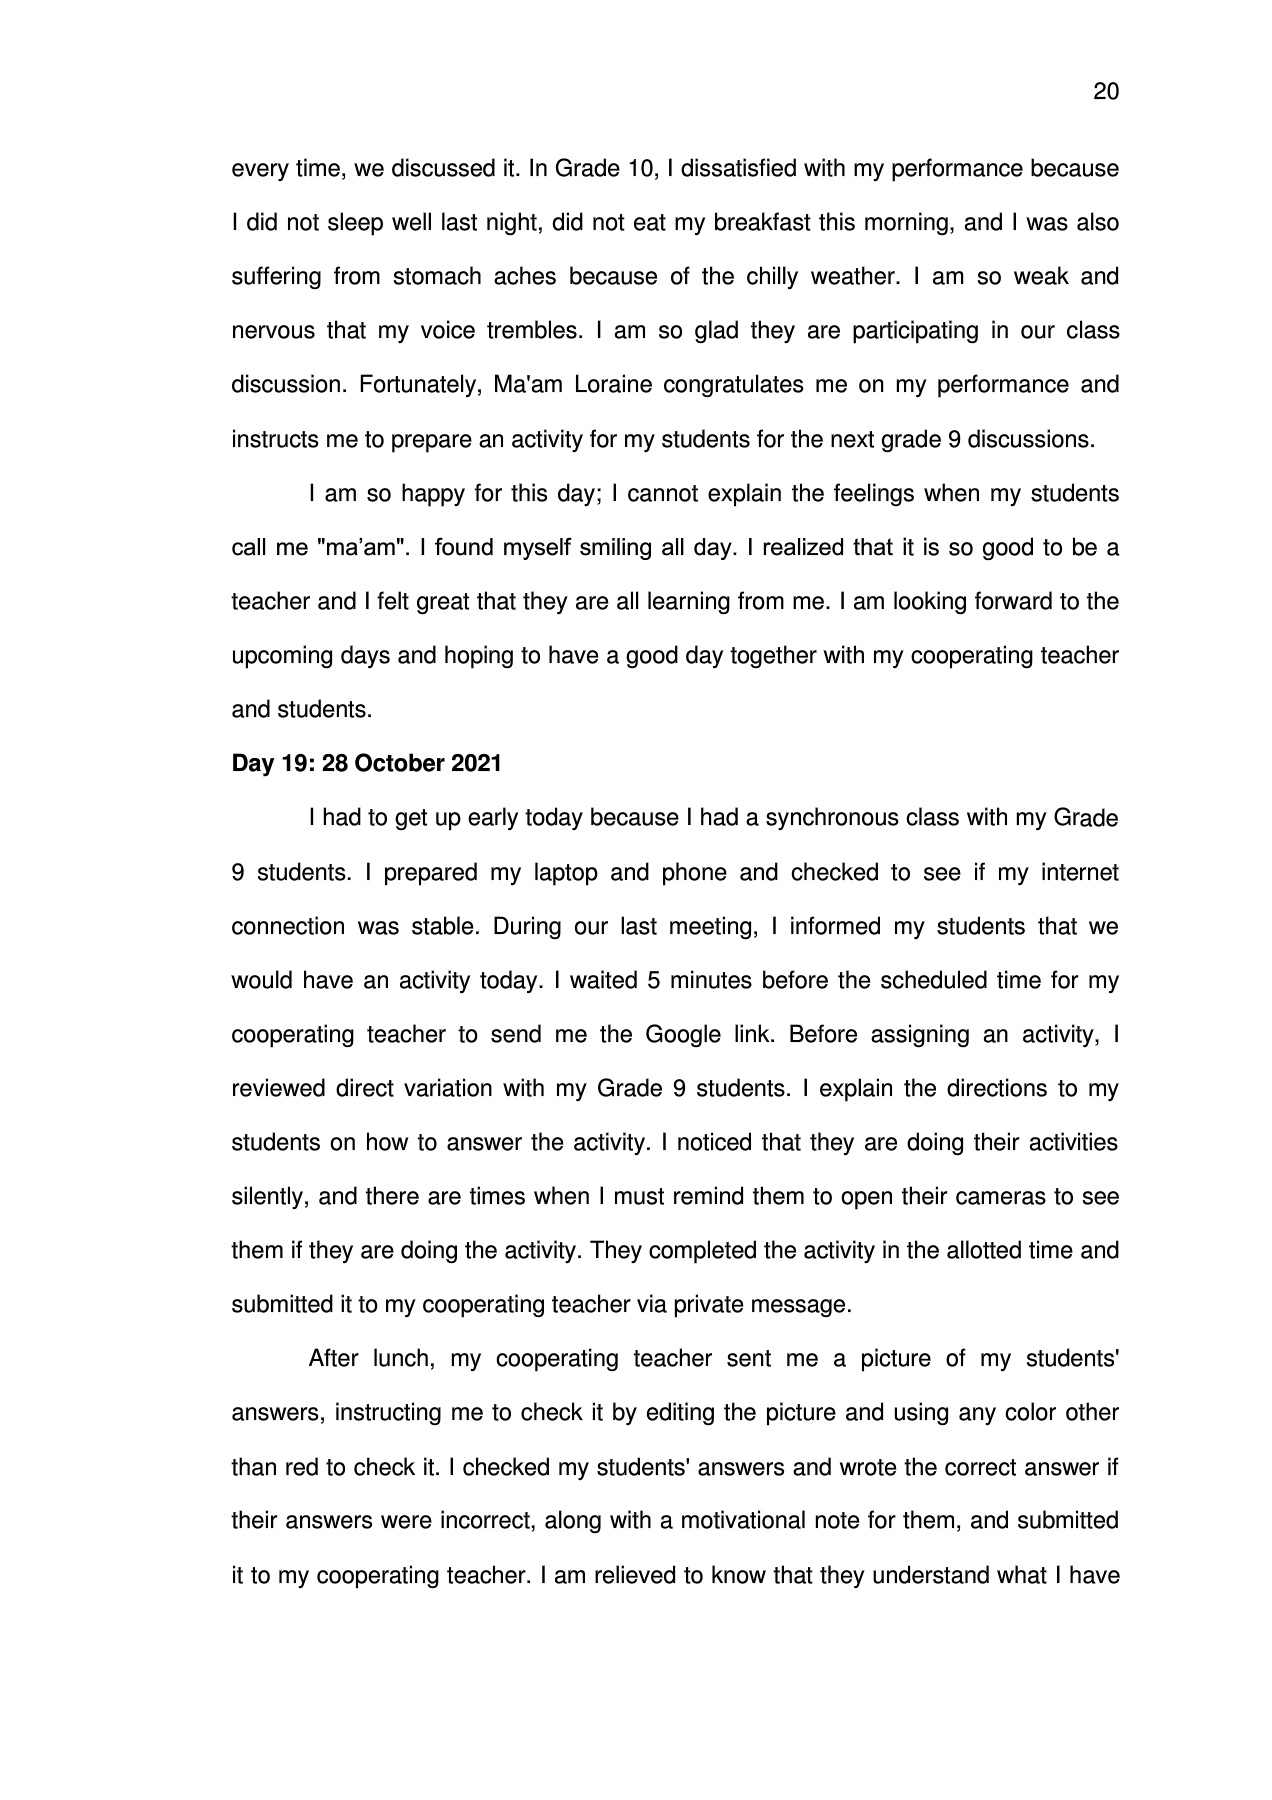 20
every time, we discussed it. In Grade 10, I dissatisfied with my performance because
I did not sleep well last night, did not eat my breakfast this morning, and I was also
suffering from stomach aches because of the chilly weather. I am so weak and
nervous that my voice trembles. I am so glad they are participating in our class
discussion. Fortunately, Ma'am Loraine congratulates me on my performance and
instructs me to prepare an activity for my students for the next grade 9 discussions.
I am so happy for this day; I cannot explain the feelings when my students
call me "ma’am". I found myself smiling all day. I realized that it is so good to be a
teacher and I felt great that they are all learning from me. I am looking forward to the
upcoming days and hoping to have a good day together with my cooperating teacher
and students.
Day 19: 28 October 2021
I had to get up early today because I had a synchronous class with my Grade
9 students. I prepared my laptop and phone and checked to see if my internet
connection was stable. During our last meeting, I informed my students that we
would have an activity today. I waited 5 minutes before the scheduled time for my
cooperating teacher to send me the Google link. Before assigning an activity, I
reviewed direct variation with my Grade 9 students. I explain the directions to my
students on how to answer the activity. I noticed that they are doing their activities
silently, and there are times when I must remind them to open their cameras to see
them if they are doing the activity. They completed the activity in the allotted time and
submitted it to my cooperating teacher via private message.
After lunch, my cooperating teacher sent me a picture of my students'
answers, instructing me to check it by editing the picture and using any color other
than red to check it. I checked my students' answers and wrote the correct answer if
their answers were incorrect, along with a motivational note for them, and submitted
it to my cooperating teacher. I am relieved to know that they understand what I have